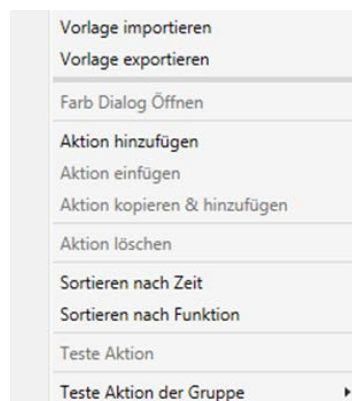 Vorlage importieren
Vorlage exportieren
Farb Dialog Öffnen
Aktion hinzufügen
Aktion einfügen
Aktion kopieren & hinzufügen
Aktion löschen
Sortieren nach Zeit
Sortieren nach Funktion
Teste Aktion
Teste Aktion der Gruppe